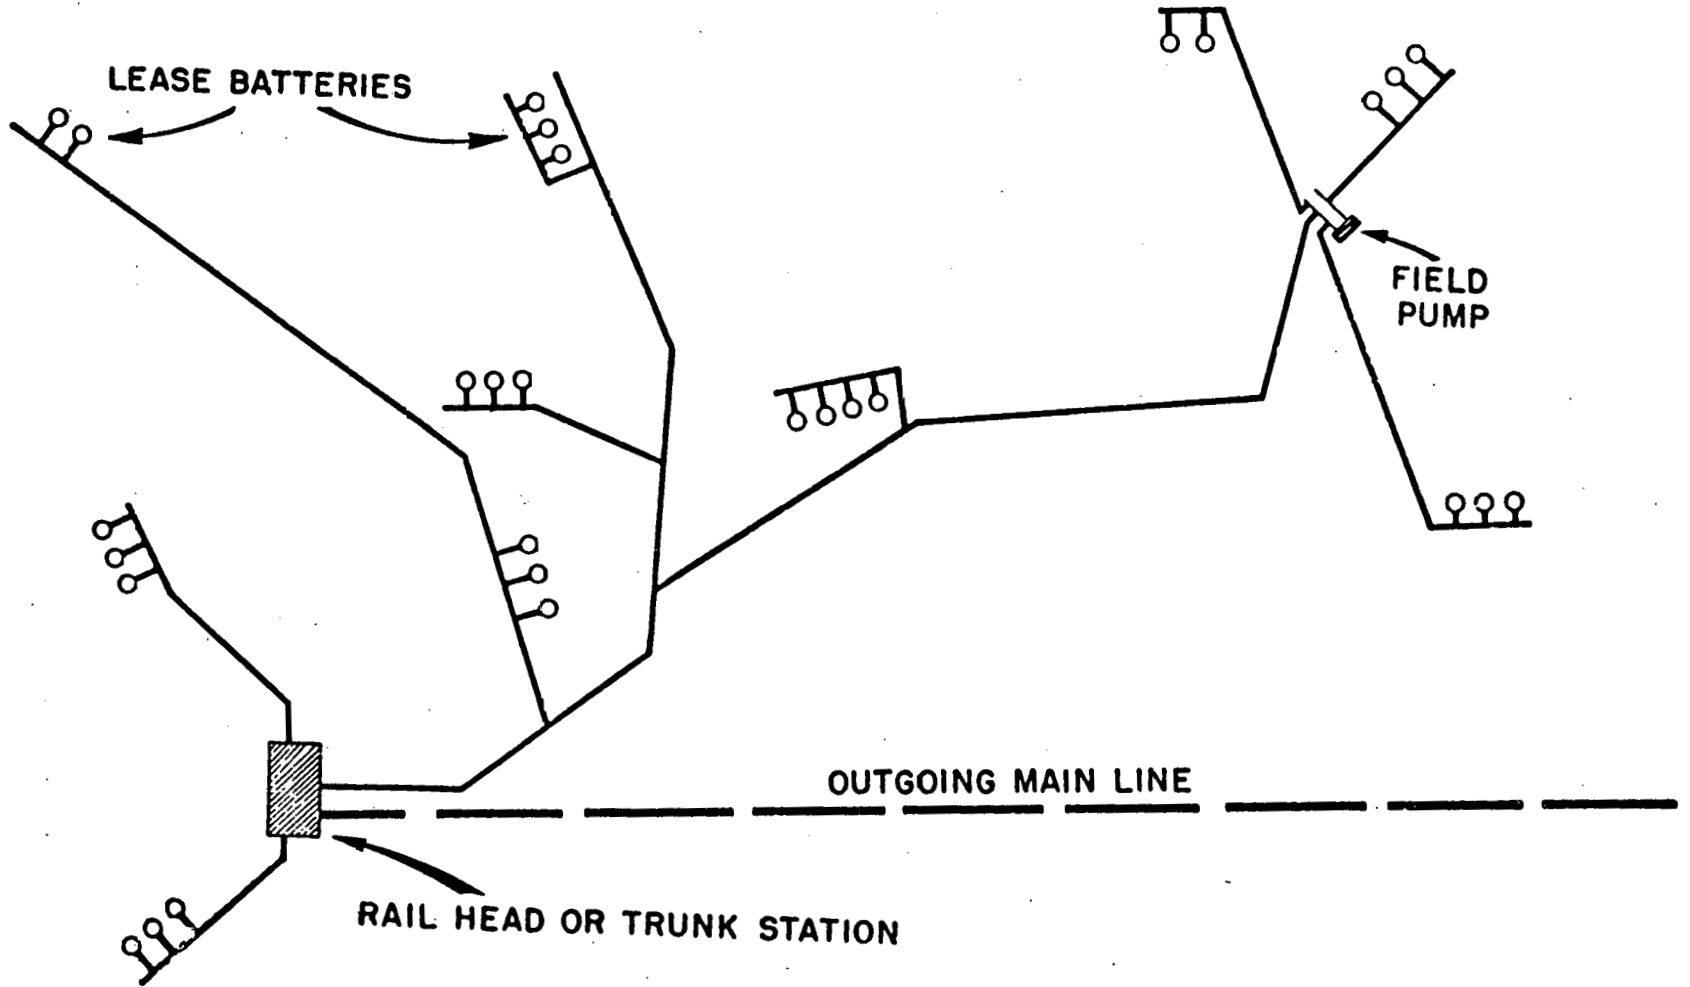 LEASE BATTERIES
FIELD
PUMP
OUTGOING MAIN LINE
RAIL HEAD OR TRUNK STATION